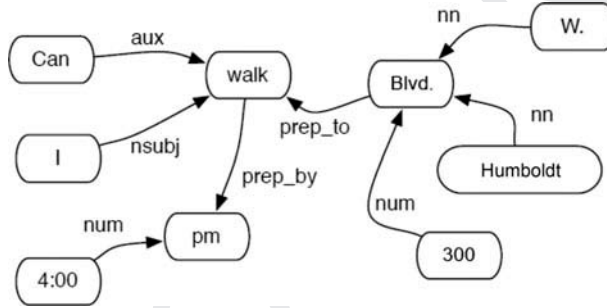 nn
W.
Can
aux
walk
Blvd.
prep_to
nn
I
nsubj
Humboldt
prep_by
num
num
pm
300
4:00